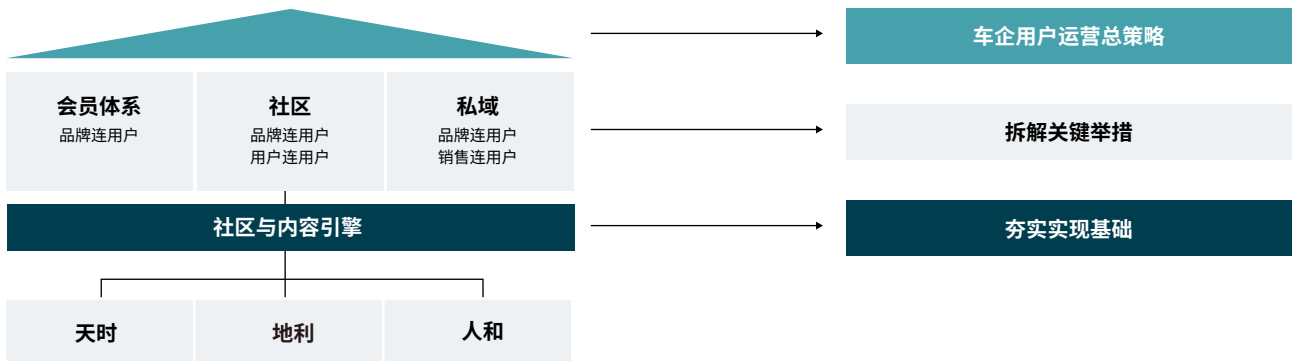 车企用户运营总策略
会员体系
品牌连用户
社区
品牌连用户
用户连用户
私域
品牌连用户
销售连用户
拆解关键举措
社区与内容引擎
夯实实现基础
天时
地利
人和